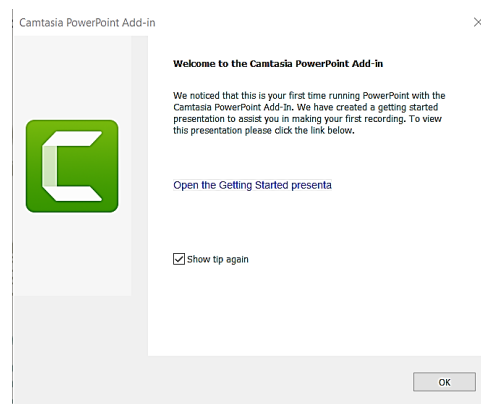 Camtasia PowerPoint Add-in
Welcome to the Camtasia PowerPoint Add-in
We noticed that this is your first time running PowerPoint with the
Camtasia PowerPoint Add-In. We have created a getting started
presentation to assist you in making your first recording. To view
this presentation please click the link below.
Open the Getting Started presenta
Show tip again
OK